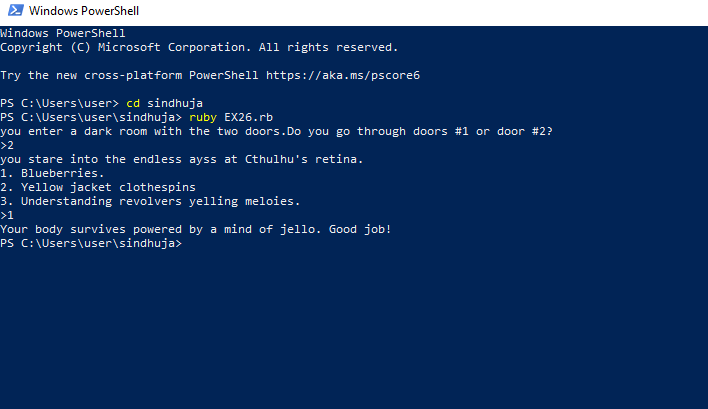 Windows PowerShell
Windows PowerShell
Copyright (C) Microsoft Corporation. All rights reserved.
Try the new cross-platform PowerShell https://aka.ms/pscore6
PS C:\Users\user> cd sindhuja
PS C:\Users\user\sindhuja> ruby EX26.rb
you enter a dark room with the two doors.Do you go through doors #1 or door #2?
>2
you stare into the endless ayss at Cthulhu's retina.
1. Blueberries.
2. Yellow jacket clothespins
3. Understanding revolvers yelling meloies.
>1
Your body survives powered by a mind of jello. Good job!
PS C:\Users\user\sindhuja>